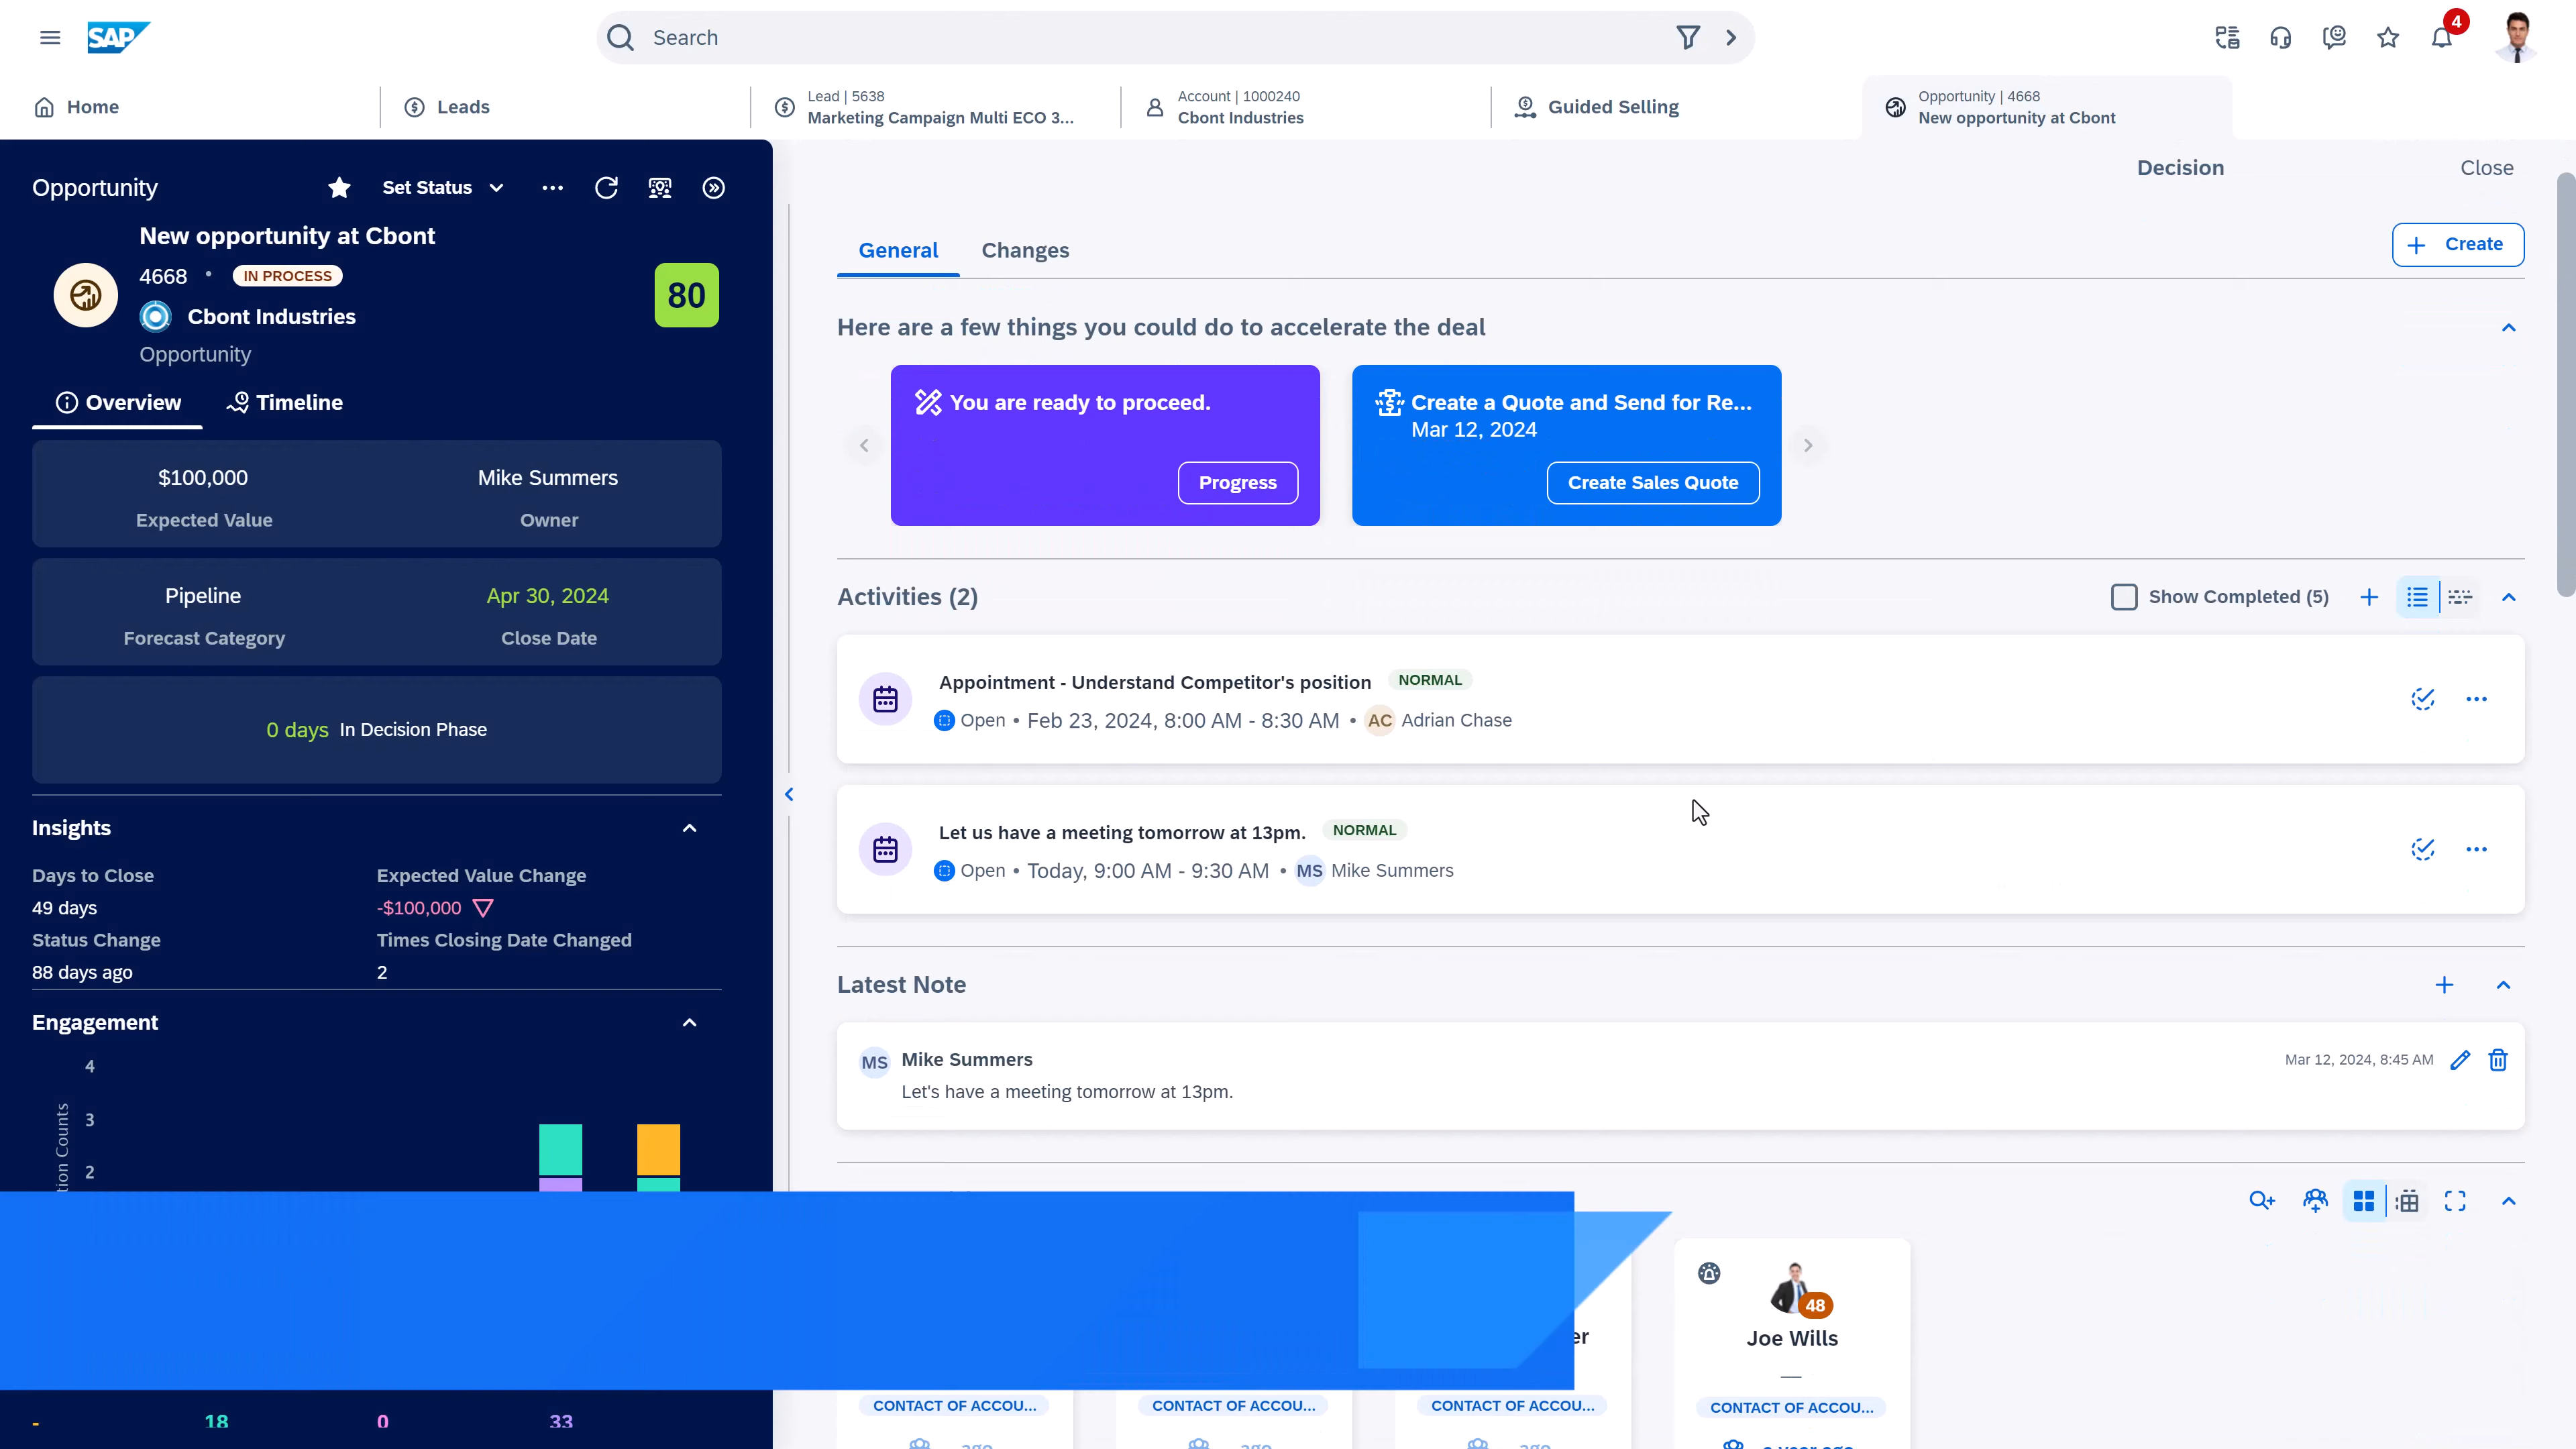 SAP
Search
4
Home
Leads
Lead | 5638
Marketing Campaign Multi ECO 3...
Account | 1000240
Cbont Industries
Guided Selling
Opportunity | 4668
New opportunity at Cbont
Opportunity
Set Status
New opportunity at Cbont
4668 • IN PROCESS
80
Cbont Industries
Opportunity
Overview
Timeline
$100,000
Expected Value
Mike Summers
Owner
Pipeline
Forecast Category
Apr 30, 2024
Close Date
0 days In Decision Phase
Insights
Days to Close
49 days
Expected Value Change
-$100,000
Status Change
88 days ago
Times Closing Date Changed
2
Engagement
4
3
2
tion Counts
-
18
0
33
Decision
Close
General
Changes
Create
Here are a few things you could do to accelerate the deal
You are ready to proceed.
Progress
Create a Quote and Send for Re...
Mar 12, 2024
Create Sales Quote
Activities (2)
Show Completed (5)
Appointment - Understand Competitor's position NORMAL
Open • Feb 23, 2024, 8:00 AM - 8:30 AM • AC Adrian Chase
Let us have a meeting tomorrow at 13pm. NORMAL
Open • Today, 9:00 AM - 9:30 AM • MS Mike Summers
Latest Note
MS Mike Summers
Mar 12, 2024, 8:45 AM
Let's have a meeting tomorrow at 13pm.
er
48
Joe Wills
—
CONTACT OF ACCOU...
CONTACT OF ACCOU...
CONTACT OF ACCOU...
CONTACT OF ACCOU...